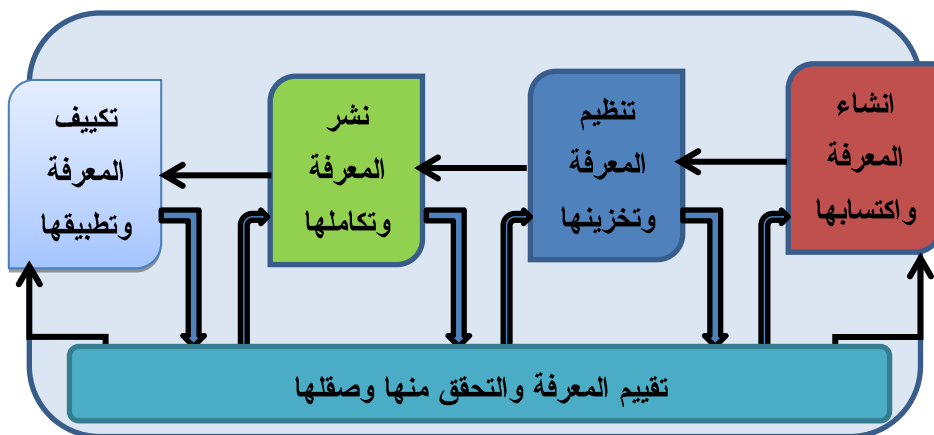 انشاء
المعرفة
واكتسابها
تنظيم
المعرفة
وتخزينها
نشر
المعرفة
وتكاملها
تكييف
المعرفة
وتطبيقها
تقييم المعرفة والتحقق منها وصقلها